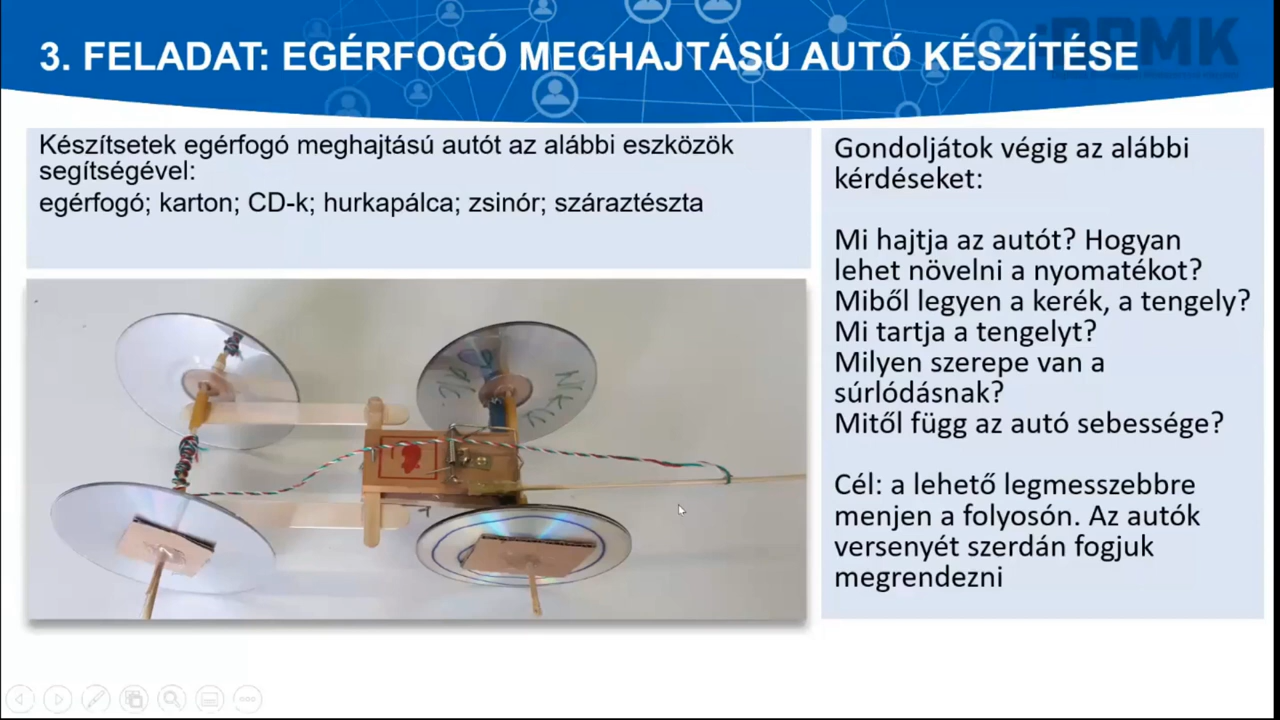 3. FELADAT: EGÉRFOGÓ MEGHAJTÁSÚ AUTÓ KÉSZÍTÉSE
Készítsetek egérfogó meghajtású autót az alábbi eszközök
segítségével:
egérfogó; karton; CD-k; hurkapálca; zsinór; száraztészta
Gondoljátok végig az alábbi
kérdéseket:
Mi hajtja az autót? Hogyan
lehet növelni a nyomatékot?
Miből legyen a kerék, a tengely?
Mi tartja a tengelyt?
Milyen szerepe van a
súrlódásnak?
Mitől függ az autó sebessége?
Cél: a lehető legmesszebbre
menjen a folyosón. Az autók
versenyét szerdán fogjuk
megrendezni